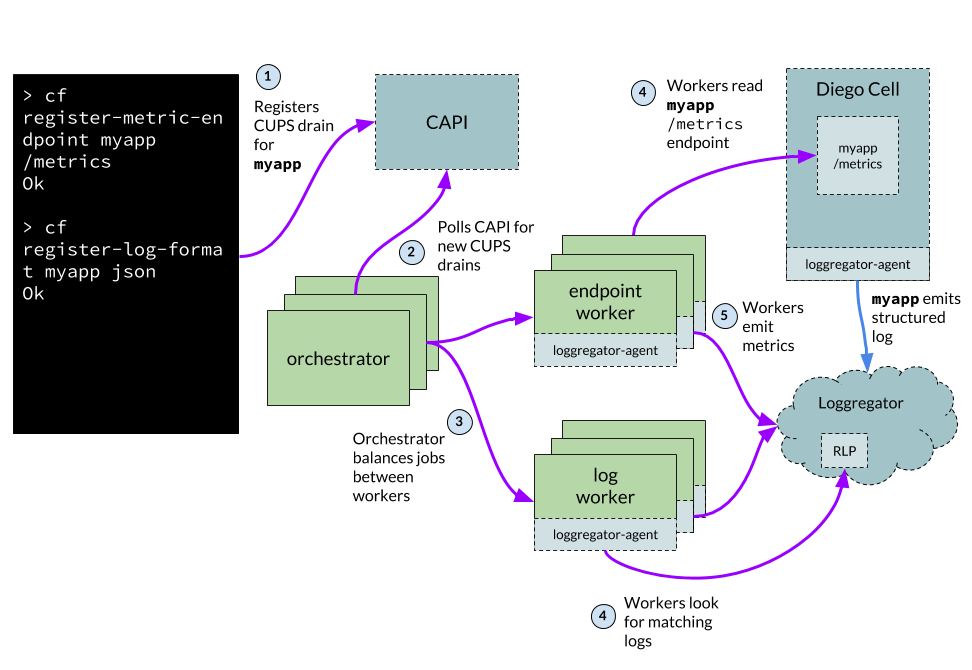 > cf
register-metric-en
dpoint myapp
/metrics
Ok
> cf
register-log-forma
t myapp json
Ok
1
Registers
CUPS drain
for
myapp
CAPI
2
Polls CAPI for
new CUPS
drains
orchestrator
3
Orchestrator
balances jobs
between
workers
endpoint
worker
loggregator-agent
log
worker
loggregator-agent
4
Workers read
myapp
/metrics
endpoint
Diego Cell
myapp
/metrics
loggregator-agent
5
Workers
emit
metrics
myapp emits
structured
log
Loggregator
RLP
4
Workers look
for matching
logs